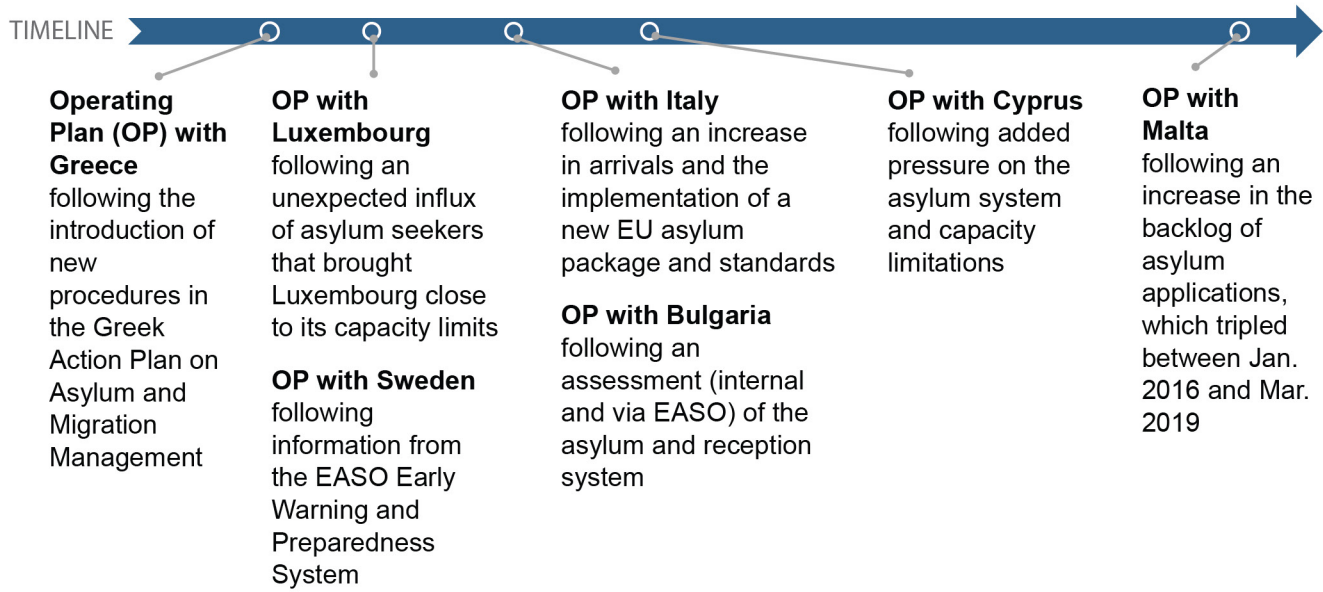 TIMELINE
Operating
Plan (OP) with
Greece
following the
introduction of
new
procedures in
the Greek
Action Plan on
Asylum and
Migration
Management
OP with
Luxembourg
following an
unexpected influx
of asylum seekers
that brought
Luxembourg close
to its capacity limits
OP with Sweden
following
information from
the EASO Early
Warning and
Preparedness
System
OP with Italy
following an increase
in arrivals and the
implementation of a
new EU asylum
package and standards
OP with Bulgaria
following an
assessment (internal
and via EASO) of the
asylum and reception
system
OP with Cyprus
following added
pressure on the
asylum system
and capacity
limitations
OP with
Malta
following an
increase in the
backlog of
asylum
applications,
which tripled
between Jan.
2016 and Mar.
2019